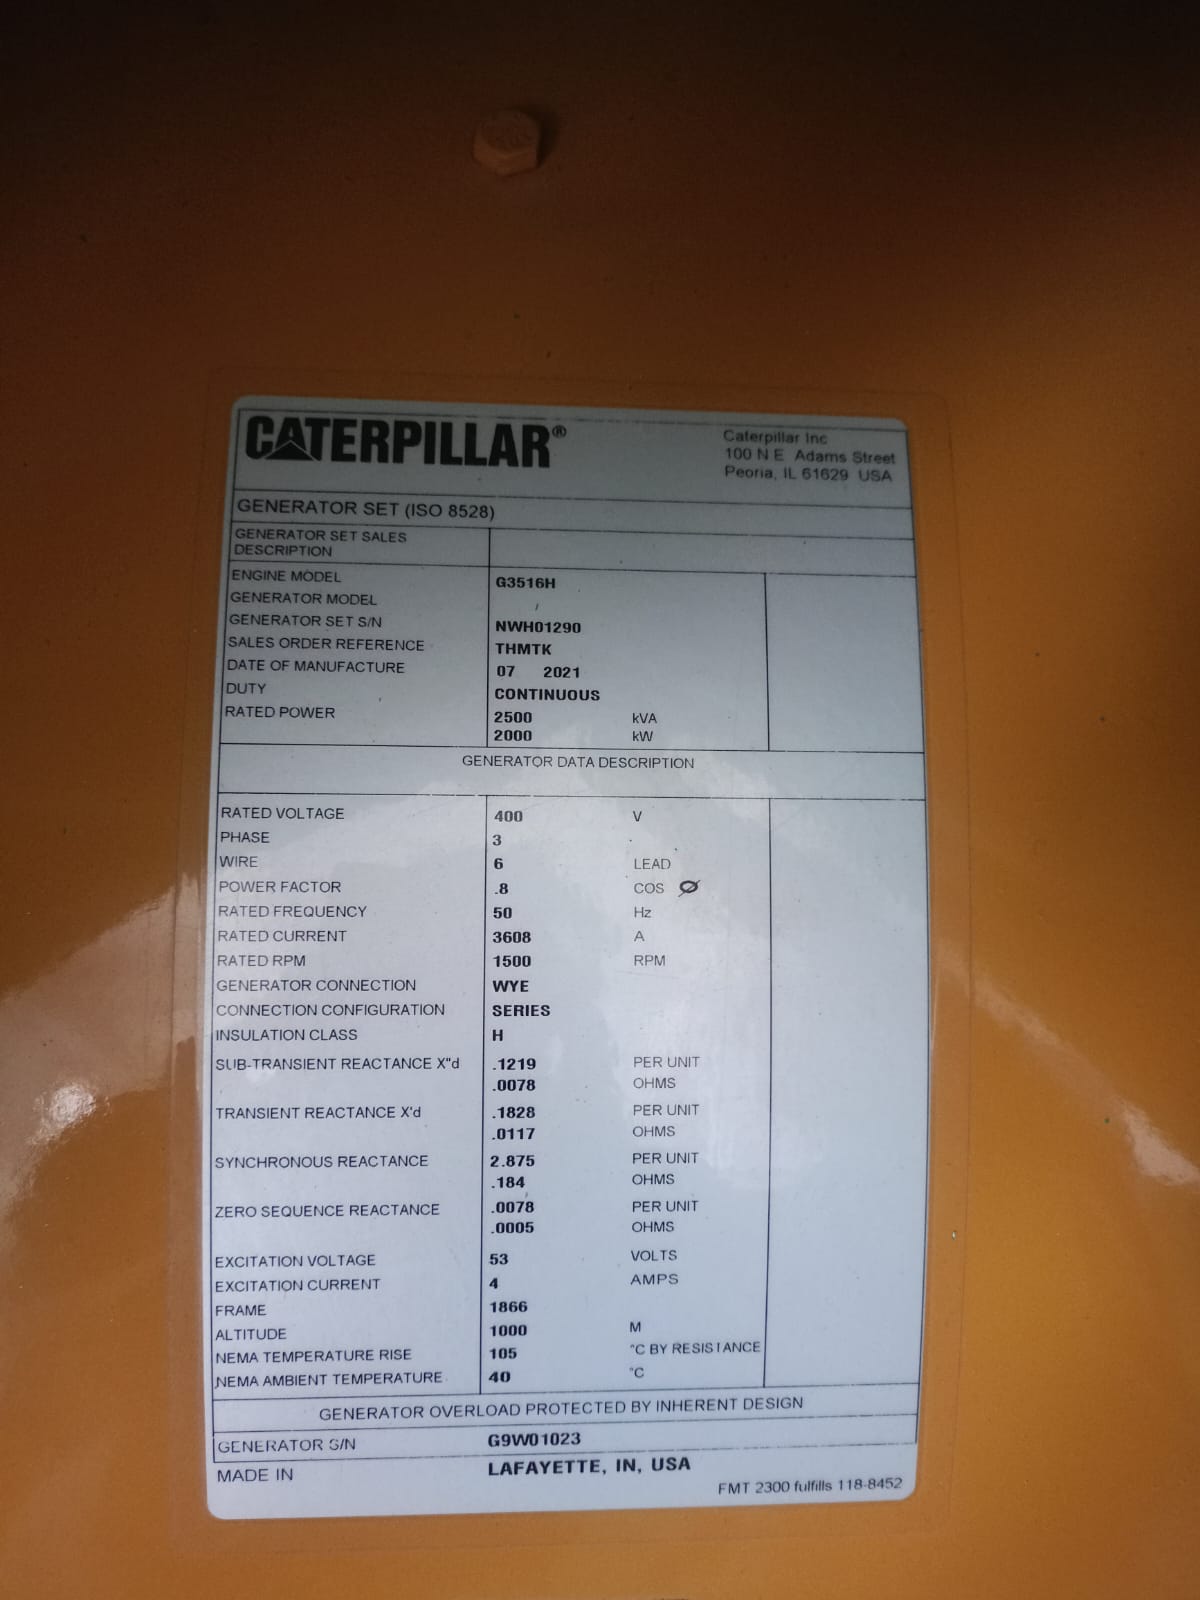 CATERPILLAR®
Caterpillar Inc
100 N E Adams Street
Peoria, IL 61629 USA
GENERATOR SET (ISO 8528)
GENERATOR SET SALES
DESCRIPTION
ENGINE MODEL G3516H
GENERATOR MODEL
GENERATOR SET S/N NWH01290
SALES ORDER REFERENCE THMTK
DATE OF MANUFACTURE 07 2021
DUTY CONTINUOUS
RATED POWER 2500 kVA
2000 kW
GENERATOR DATA DESCRIPTION
RATED VOLTAGE 400 V
PHASE 3
WIRE 6 LEAD
POWER FACTOR .8 COS Ø
RATED FREQUENCY 50 Hz
RATED CURRENT 3608 A
RATED RPM 1500 RPM
GENERATOR CONNECTION WYE
CONNECTION CONFIGURATION SERIES
INSULATION CLASS H
SUB-TRANSIENT REACTANCE X"d .1219 PER UNIT
.0078 OHMS
TRANSIENT REACTANCE X'd .1828 PER UNIT
.0117 OHMS
SYNCHRONOUS REACTANCE 2.875 PER UNIT
.184 OHMS
ZERO SEQUENCE REACTANCE .0078 PER UNIT
.0005 OHMS
EXCITATION VOLTAGE 53 VOLTS
EXCITATION CURRENT 4 AMPS
FRAME 1866
ALTITUDE 1000 M
NEMA TEMPERATURE RISE 105 °C BY RESISTANCE
NEMA AMBIENT TEMPERATURE 40 °C
GENERATOR OVERLOAD PROTECTED BY INHERENT DESIGN
GENERATOR S/N G9W01023
MADE IN LAFAYETTE, IN, USA
FMT 2300 fulfills 118-8452